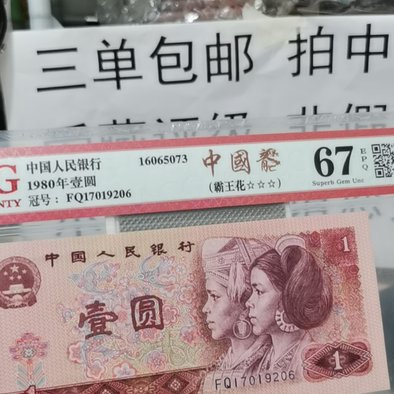 三单包邮 拍中
G
NTY
中国人民银行
1980年壹圆
冠号： FQ17019206
16065073
中國龍
(霸王花☆☆☆)
67
EPQ
Superb Gem Unc
中国人民银行
1
壹圆
FQ17019206
1